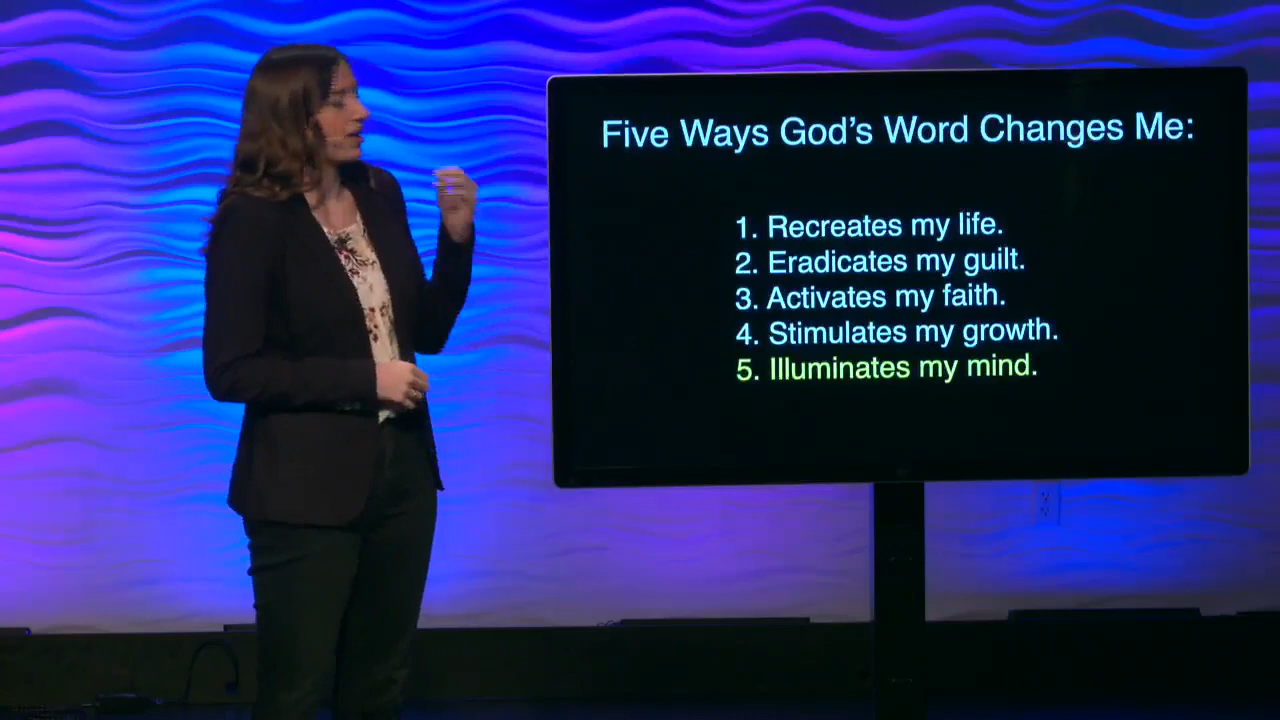 Five Ways God's Word Changes Me:
1. Recreates my life.
2. Eradicates my guilt.
3. Activates my faith.
4. Stimulates my growth.
5. Illuminates my mind.